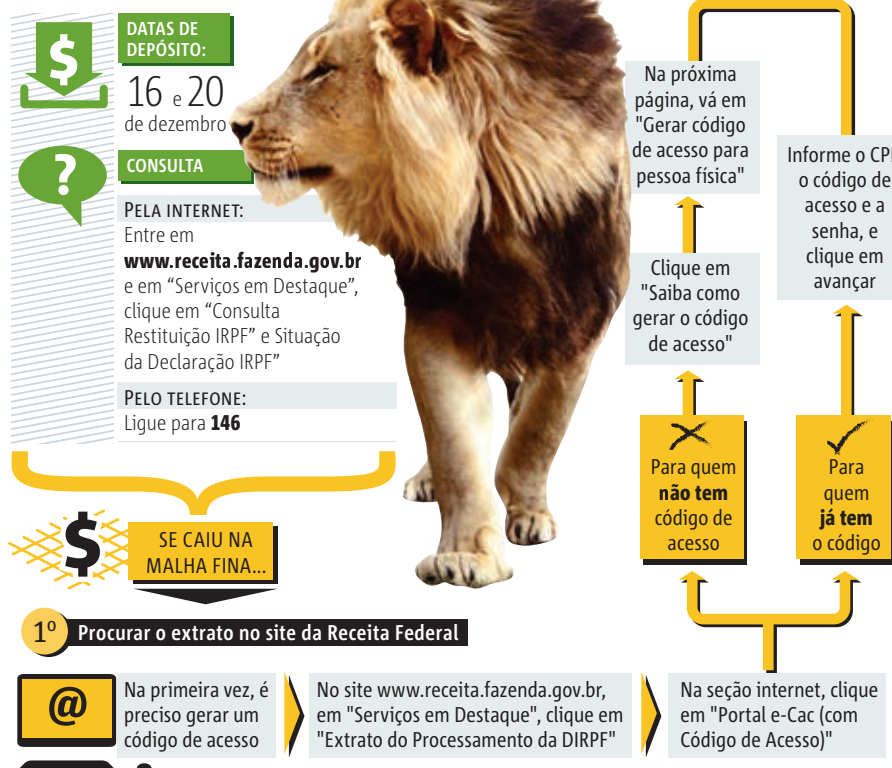 $
DATAS DE
DEPÓSITO:
16 e 20
de dezembro
?
CONSULTA
PELA INTERNET:
Entre em
www.receita.fazenda.gov.br
e em “Serviços em Destaque”,
clique em “Consulta
Restituição IRPF” e Situação
da Declaração IRPF”
PELO TELEFONE:
Ligue para 146
$
SE CAIU NA
MALHA FINA...
1º Procurar o extrato no site da Receita Federal
@
Na primeira vez, é
preciso gerar um
código de acesso
No site www.receita.fazenda.gov.br,
em "Serviços em Destaque", clique em
"Extrato do Processamento da DIRPF"
Na seção internet, clique
em "Portal e-Cac (com
Código de Acesso)"
Para quem
não tem
código de
acesso
Clique em
"Saiba como
gerar o código
de acesso"
Na próxima
página, vá em
"Gerar código
de acesso para
pessoa física"
Para
quem
já tem
o código
Informe o
o código de
acesso e a
senha, e
clique em
avançar